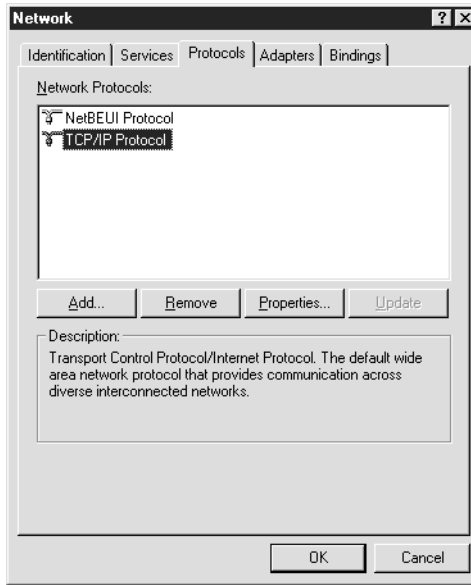 Network
Identification Services Protocols Adapters Bindings
Network Protocols:
NetBEUI Protocol
TCP/IP Protocol
Add... Remove Properties... Update
Description:
Transport Control Protocol/Internet Protocol. The default wide
area network protocol that provides communication across
diverse interconnected networks.
OK Cancel